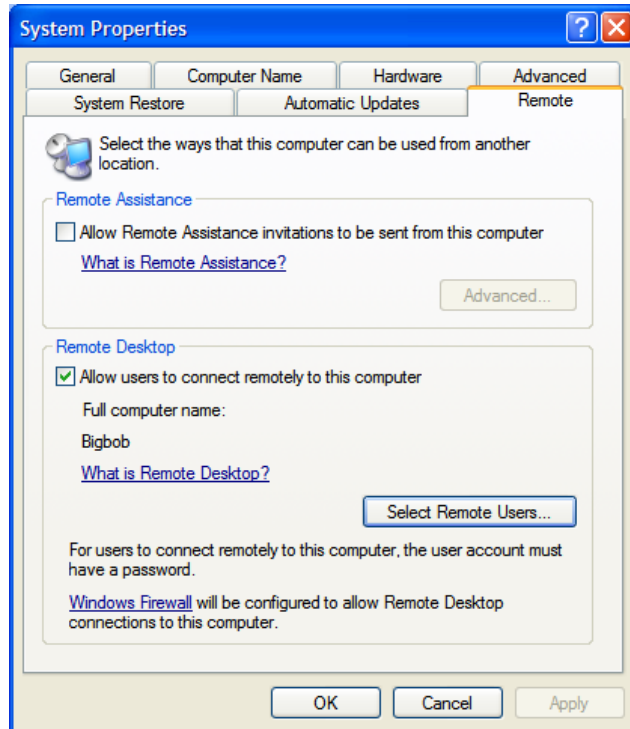 System Properties
?
General
Computer Name
Hardware
Advanced
System Restore
Automatic Updates
Remote
Select the ways that this computer can be used from another
location.
Remote Assistance
Allow Remote Assistance invitations to be sent from this computer
What is Remote Assistance?
Advanced...
Remote Desktop
Allow users to connect remotely to this computer
Full computer name:
Bigbob
What is Remote Desktop?
Select Remote Users...
For users to connect remotely to this computer, the user account must
have a password.
Windows Firewall will be configured to allow Remote Desktop
connections to this computer.
OK
Cancel
Apply